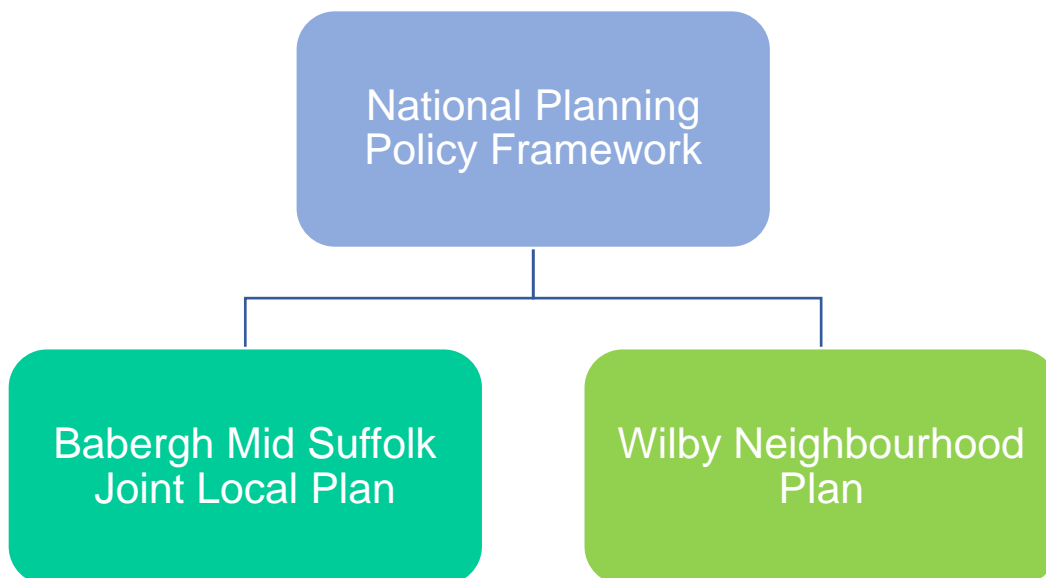 National Planning
Policy Framework
Babergh Mid Suffolk
Joint Local Plan
Wilby Neighbourhood
Plan